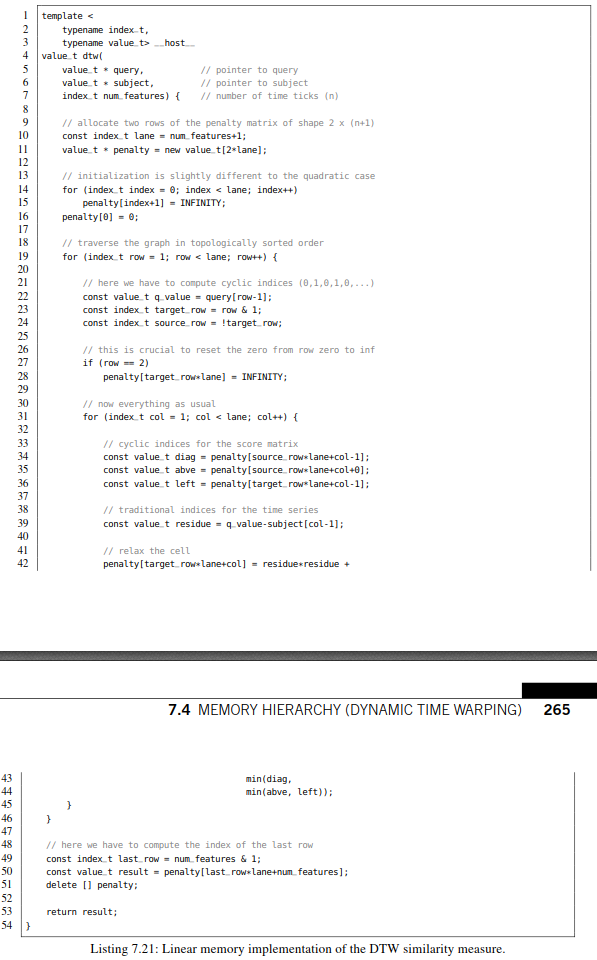 1 template <
2     typename index_t,
3     typename value_t> __host__
4 value_t dtw(
5     value_t * query,           // pointer to query
6     value_t * subject,         // pointer to subject
7     index_t num_features) {    // number of time ticks (n)
8
9     // allocate two rows of the penalty matrix of shape 2 x (n+1)
10     const index_t lane = num_features+1;
11     value_t * penalty = new value_t[2*lane];
12
13     // initialization is slightly different to the quadratic case
14     for (index_t index = 0; index < lane; index++)
15         penalty[index+1] = INFINITY;
16     penalty[0] = 0;
17
18     // traverse the graph in topologically sorted order
19     for (index_t row = 1; row < lane; row++) {
20
21         // here we have to compute cyclic indices (0,1,0,1,0,...)
22         const value_t q_value = query[row-1];
23         const index_t target_row = row & 1;
24         const index_t source_row = !target_row;
25
26         // this is crucial to reset the zero from row zero to inf
27         if (row == 2)
28             penalty[target_row*lane] = INFINITY;
29
30         // now everything as usual
31         for (index_t col = 1; col < lane; col++) {
32
33             // cyclic indices for the score matrix
34             const value_t diag = penalty[source_row*lane+col-1];
35             const value_t abve = penalty[source_row*lane+col+0];
36             const value_t left = penalty[target_row*lane+col-1];
37
38             // traditional indices for the time series
39             const value_t residue = q_value-subject[col-1];
40
41             // relax the cell
42             penalty[target_row*lane+col] = residue*residue +
7.4 MEMORY HIERARCHY (DYNAMIC TIME WARPING) 265
43                                            min(diag,
44                                            min(abve, left));
45         }
46     }
47
48     // here we have to compute the index of the last row
49     const index_t last_row = num_features & 1;
50     const value_t result = penalty[last_row*lane+num_features];
51     delete [] penalty;
52
53     return result;
54 }
Listing 7.21: Linear memory implementation of the DTW similarity measure.